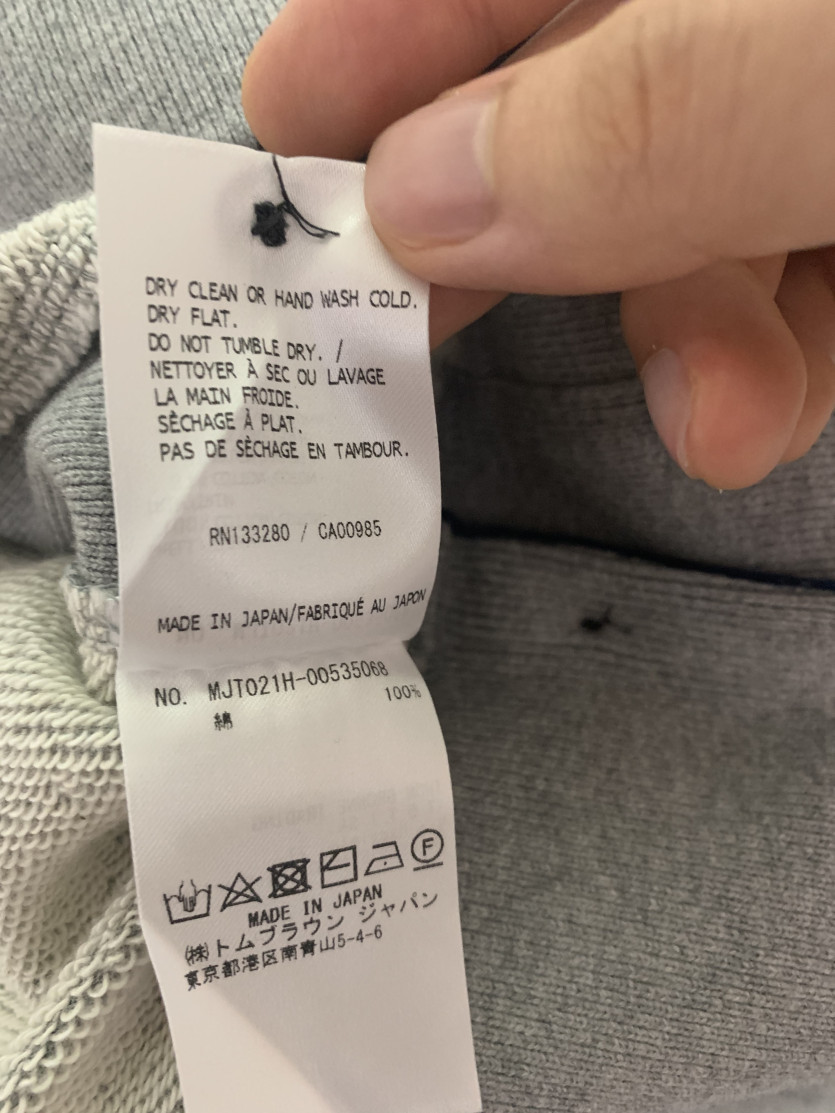 DRY CLEAN OR HAND WASH COLD.
DRY FLAT.
DO NOT TUMBLE DRY. /
NETTOYER À SEC OU LAVAGE
LA MAIN FROIDE.
SÈCHAGE À PLAT.
PAS DE SÈCHAGE EN TAMBOUR.
RN133280 / CA00985
MADE IN JAPAN/FABRIQUÉ AU JAPON
NO. MJT021H-00535068
綿 100%
F
MADE IN JAPAN
㈱トムブラウン ジャパン
東京都港区南青山5-4-6